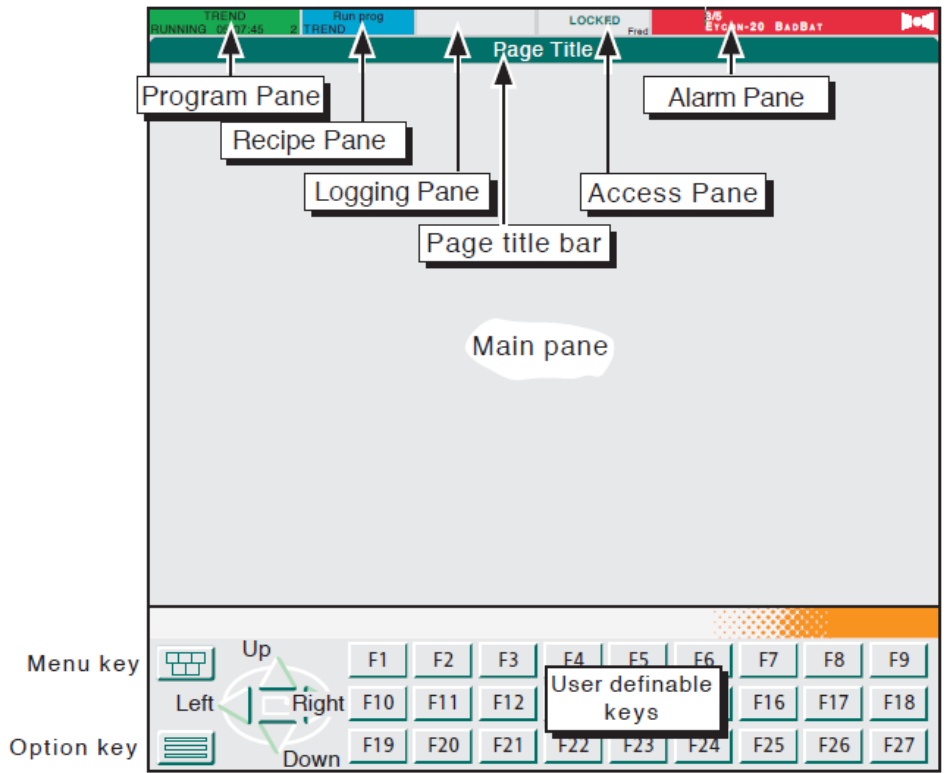 TREND
RUNNING 2
Run prog
TREND
LOCKED
Fred
3/5
EYCON-20 BADBAT
Page Title
Program Pane
Alarm Pane
Recipe Pane
Logging Pane
Access Pane
Page title bar
Main pane
Menu key
Up
F1 F2 F3 F4 F5 F6 F7 F8 F9
User definable
keys
Left
Right
F10 F11 F12 F16 F17 F18
Option key
Down
F19 F20 F21 F22 F23 F24 F25 F26 F27